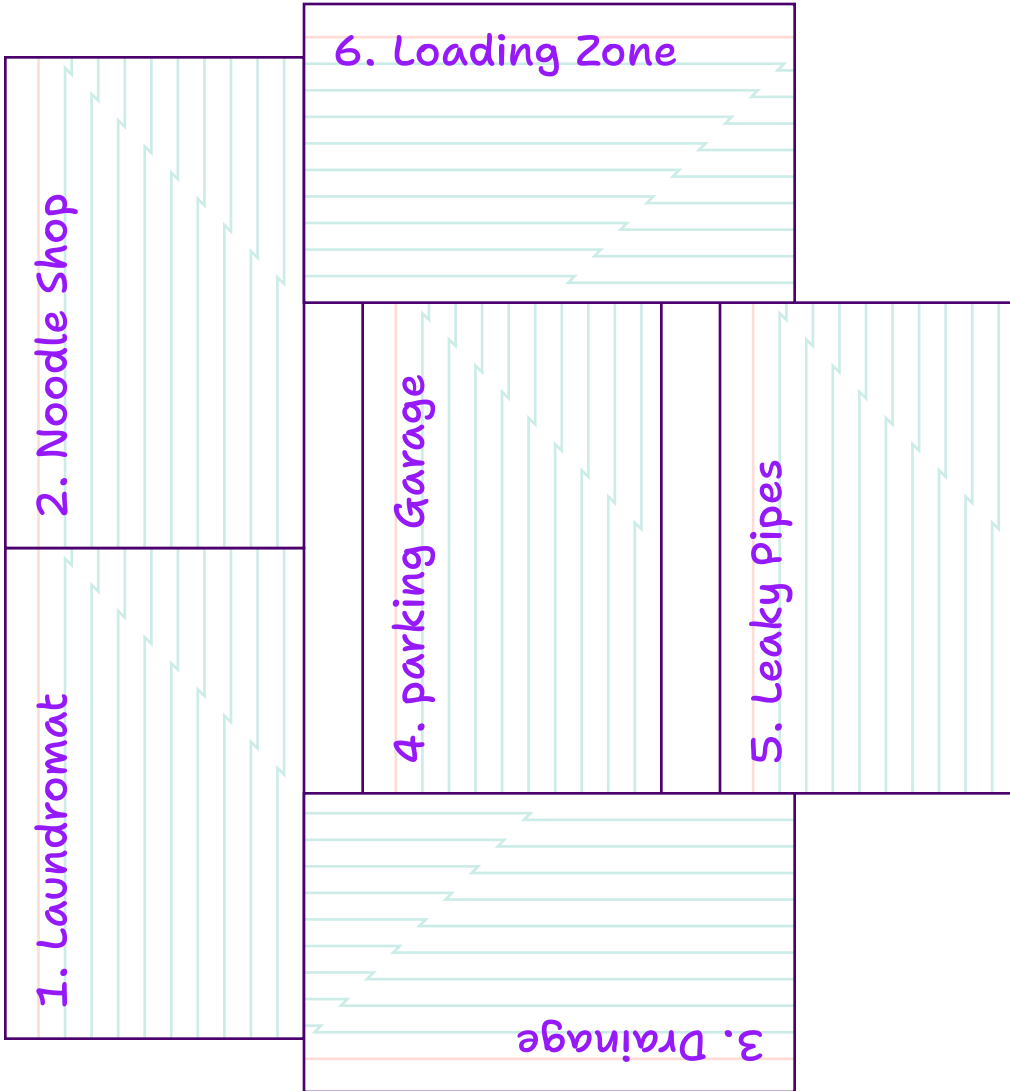 1. Laundromat
2. Noodle Shop
3. Drainage
4. parking Garage
5. Leaky Pipes
6. Loading Zone